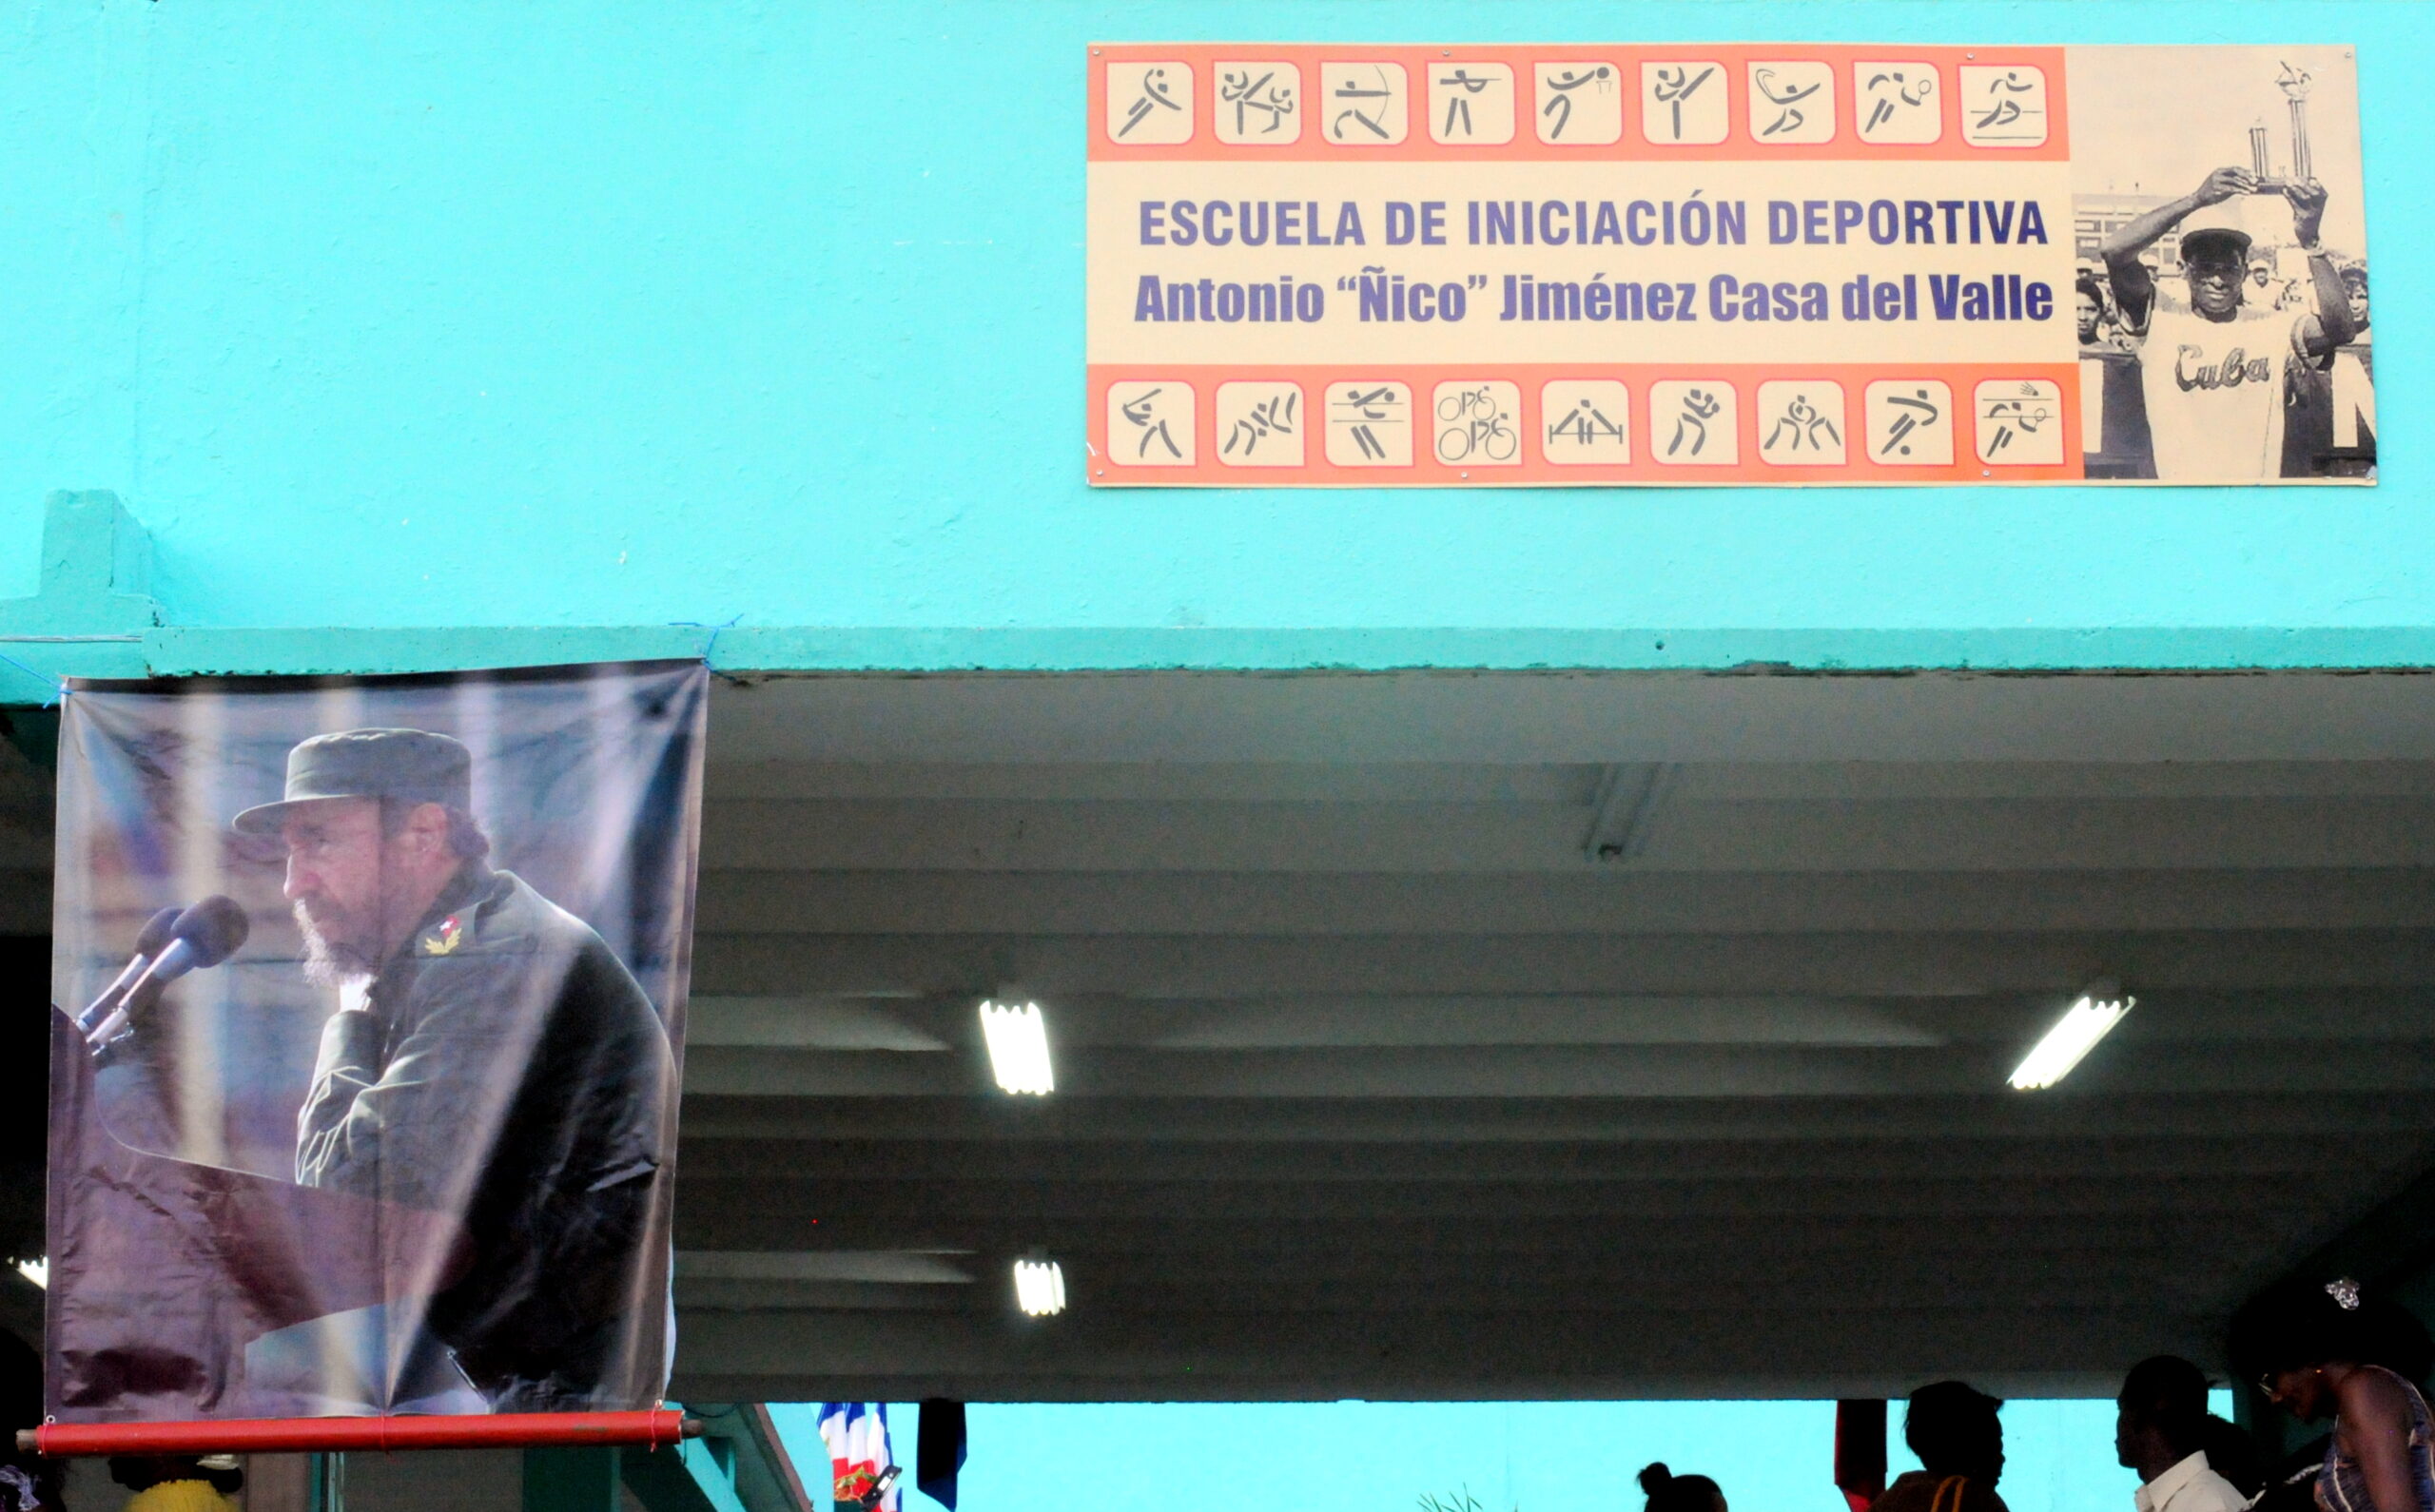 ESCUELA DE INICIACIÓN DEPORTIVA
Antonio “Ñico” Jiménez Casa del Valle
Cuba